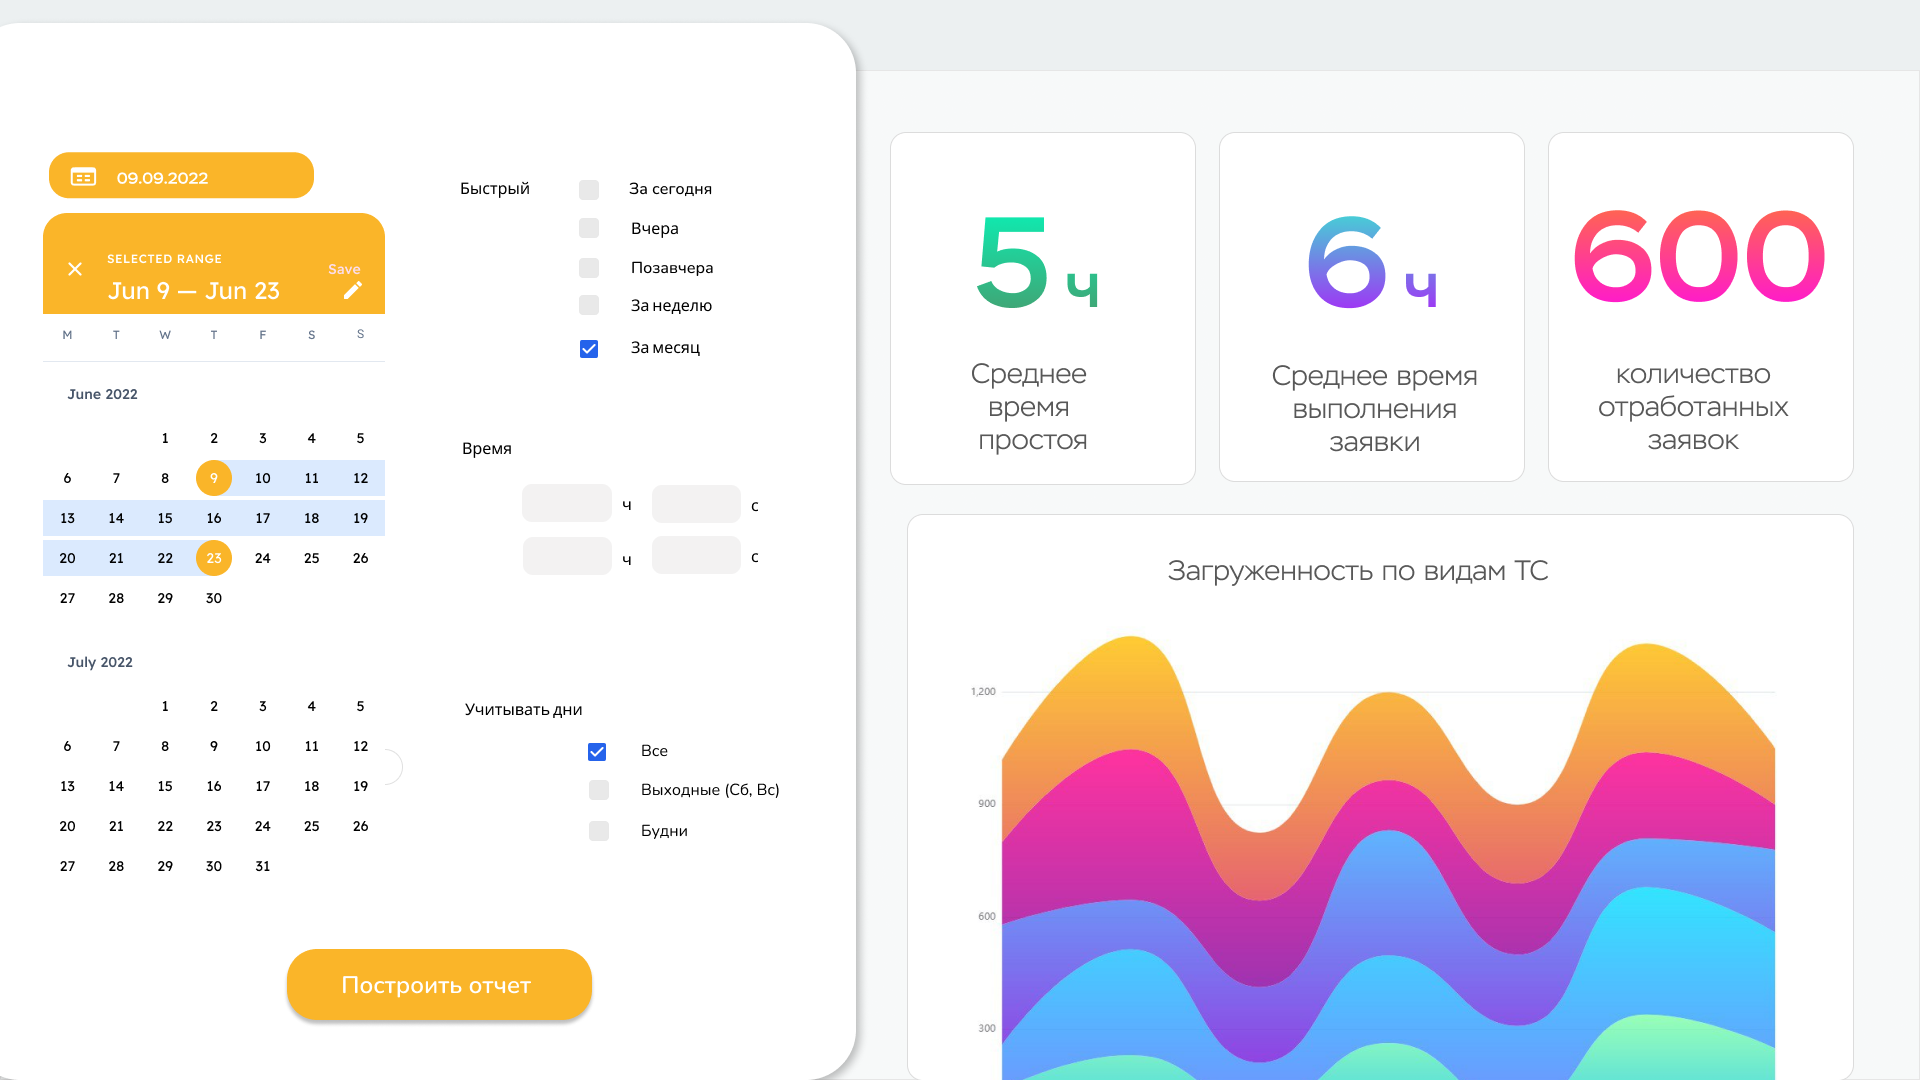 09.09.2022
SELECTED RANGE
Save
Jun 9 — Jun 23
M T W T F S S
June 2022
1 2 3 4 5
6 7 8 9 10 11 12
13 14 15 16 17 18 19
20 21 22 23 24 25 26
27 28 29 30
July 2022
1 2 3 4 5
6 7 8 9 10 11 12
13 14 15 16 17 18 19
20 21 22 23 24 25 26
27 28 29 30 31
Быстрый
За сегодня
Вчера
Позавчера
За неделю
За месяц
Время
ч с
ч с
Учитывать дни
Все
Выходные (Сб, Вс)
Будни
Построить отчет
5 ч
Среднее
время
простоя
6 ч
Среднее время
выполнения
заявки
600
количество
отработанных
заявок
Загруженность по видам ТС
1,200
900
600
300